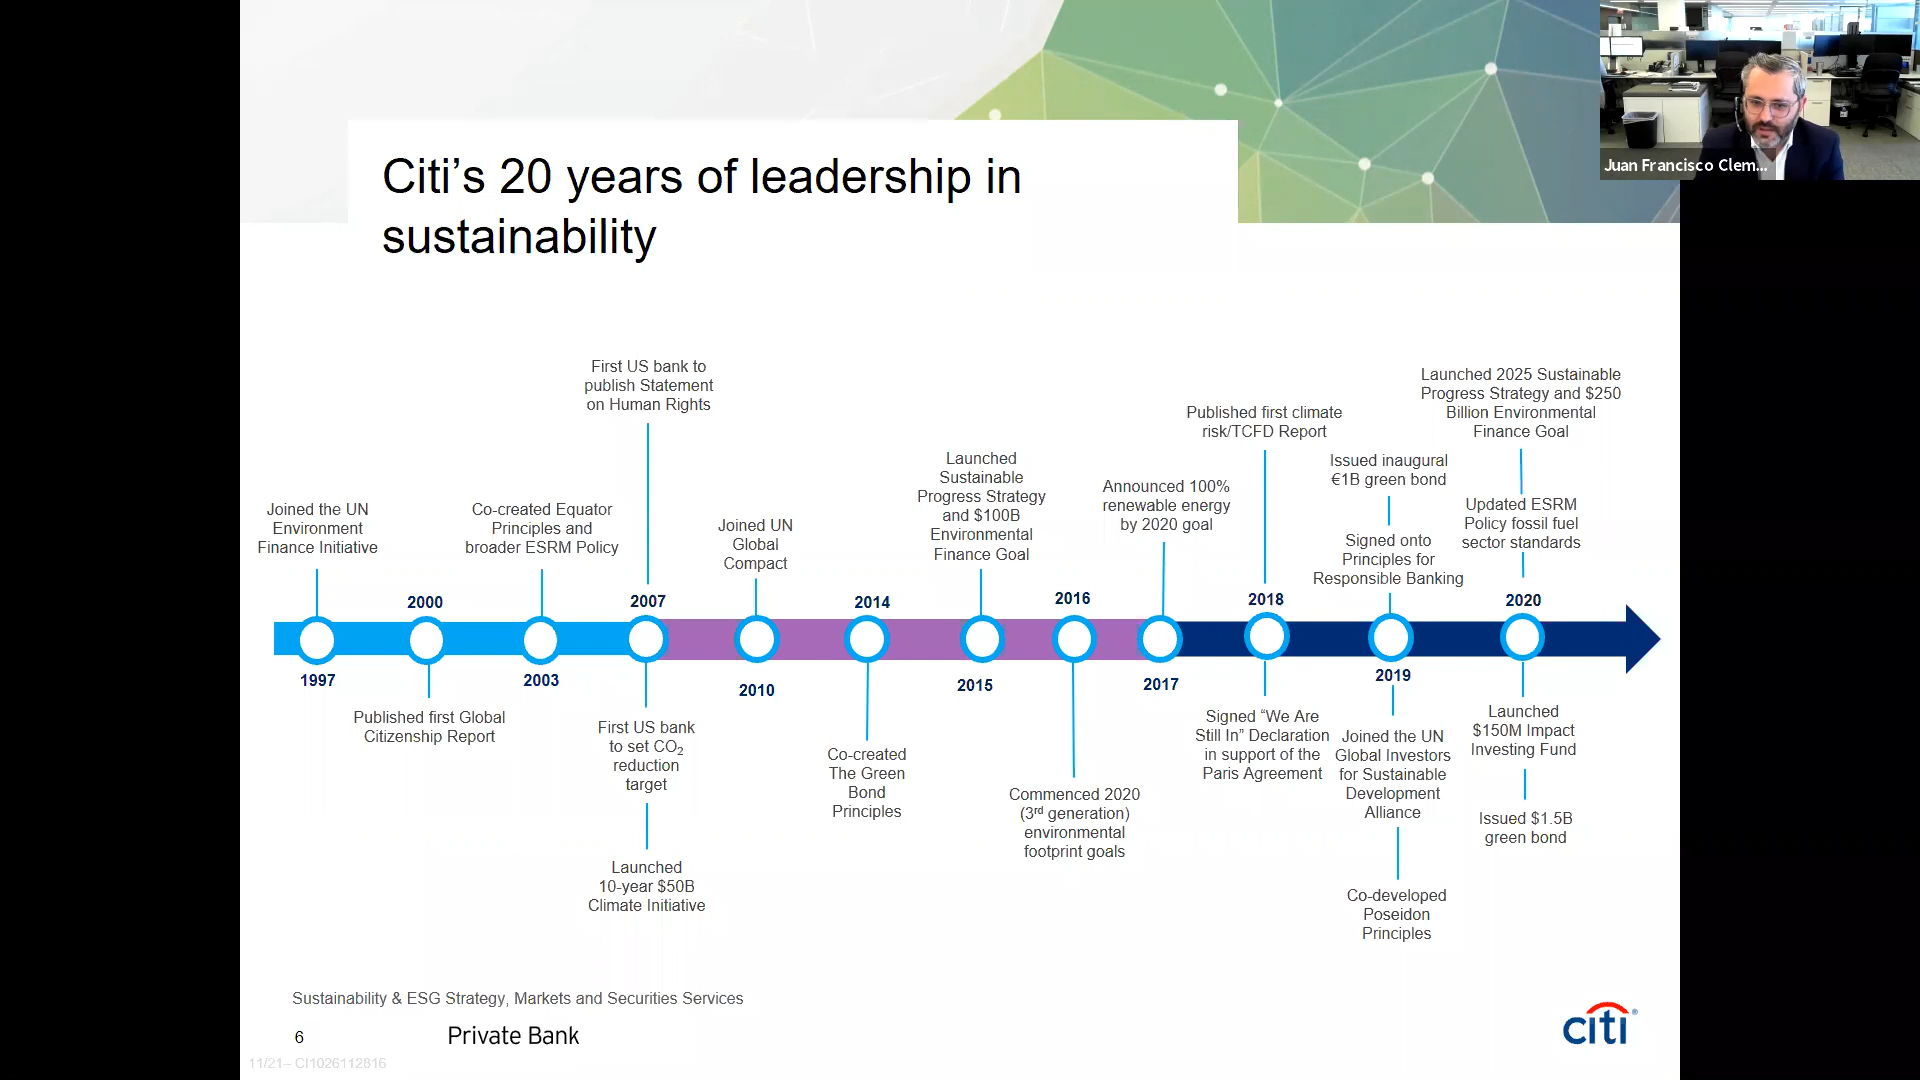 Juan Francisco Clem...
Citi’s 20 years of leadership in
sustainability
Joined the UN
Environment
Finance Initiative
1997
2000
Published first Global
Citizenship Report
Co-created Equator
Principles and
broader ESRM Policy
2003
First US bank to
publish Statement
on Human Rights
2007
First US bank
to set CO₂
reduction
target
Launched
10-year $50B
Climate Initiative
Joined UN
Global
Compact
2010
2014
Co-created
The Green
Bond
Principles
Launched
Sustainable
Progress Strategy
and $100B
Environmental
Finance Goal
2015
2016
Commenced 2020
(3rd generation)
environmental
footprint goals
Announced 100%
renewable energy
by 2020 goal
2017
Published first climate
risk/TCFD Report
2018
Signed “We Are
Still In” Declaration
in support of the
Paris Agreement
Issued inaugural
€1B green bond
Signed onto
Principles for
Responsible Banking
2019
Joined the UN
Global Investors
for Sustainable
Development
Alliance
Co-developed
Poseidon
Principles
Launched 2025 Sustainable
Progress Strategy and $250
Billion Environmental
Finance Goal
Updated ESRM
Policy fossil fuel
sector standards
2020
Launched
$150M Impact
Investing Fund
Issued $1.5B
green bond
Sustainability & ESG Strategy, Markets and Securities Services
6
Private Bank
citi®
11/21– CI1026112816